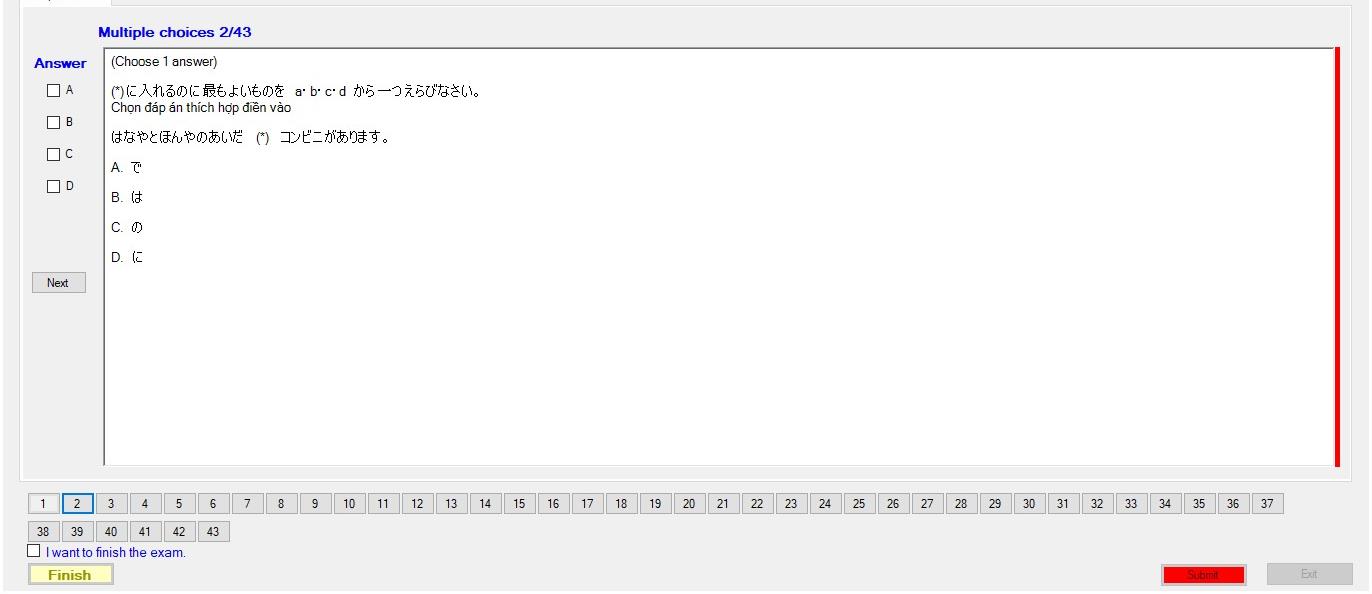 Multiple choices 2/43
Answer
A
B
C
D
Next
(Choose 1 answer)
(*)に入れるのに最もよいものを a・b・c・d から一つえらびなさい。
Chọn đáp án thích hợp điền vào
はなやとほんやのあいだ (*) コンビニがあります。
A. で
B. は
C. の
D. に
1 2 3 4 5 6 7 8 9 10 11 12 13 14 15 16 17 18 19 20 21 22 23 24 25 26 27 28 29 30 31 32 33 34 35 36 37
38 39 40 41 42 43
I want to finish the exam.
Finish
Submit
Exit